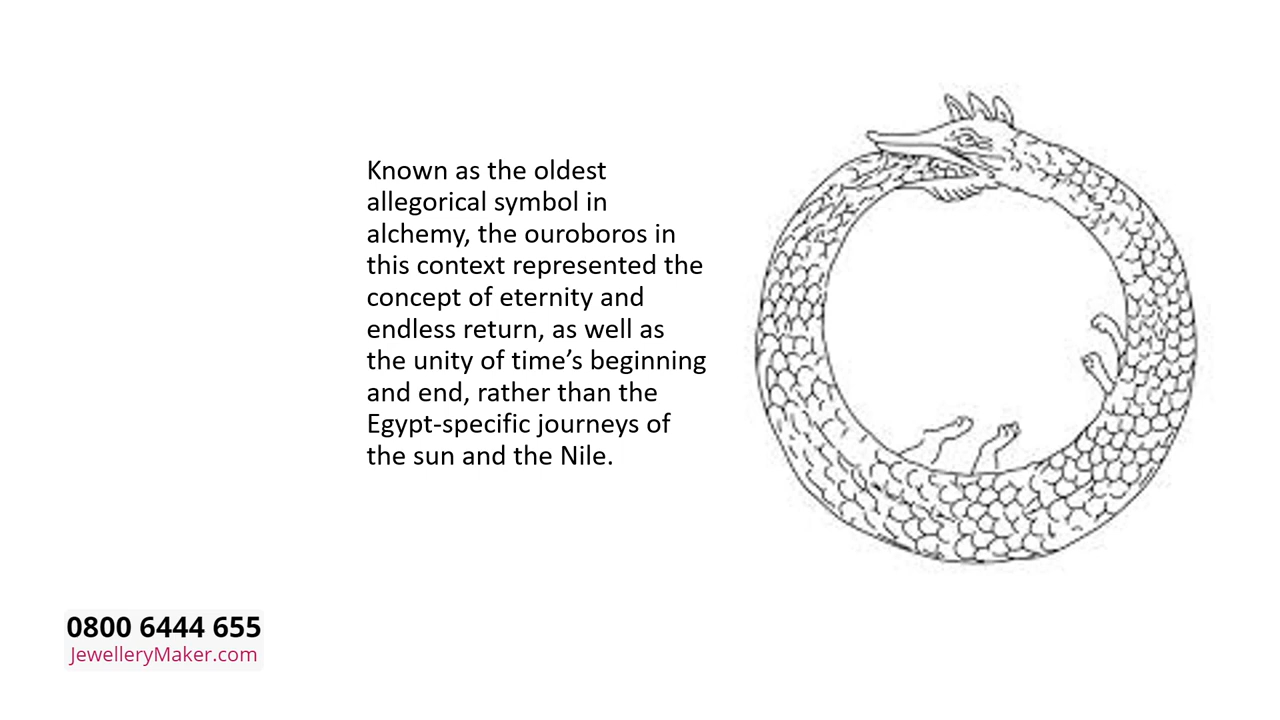 Known as the oldest
allegorical symbol in
alchemy, the ouroboros in
this context represented the
concept of eternity and
endless return, as well as
the unity of time’s beginning
and end, rather than the
Egypt-specific journeys of
the sun and the Nile.
0800 6444 655
JewelleryMaker.com